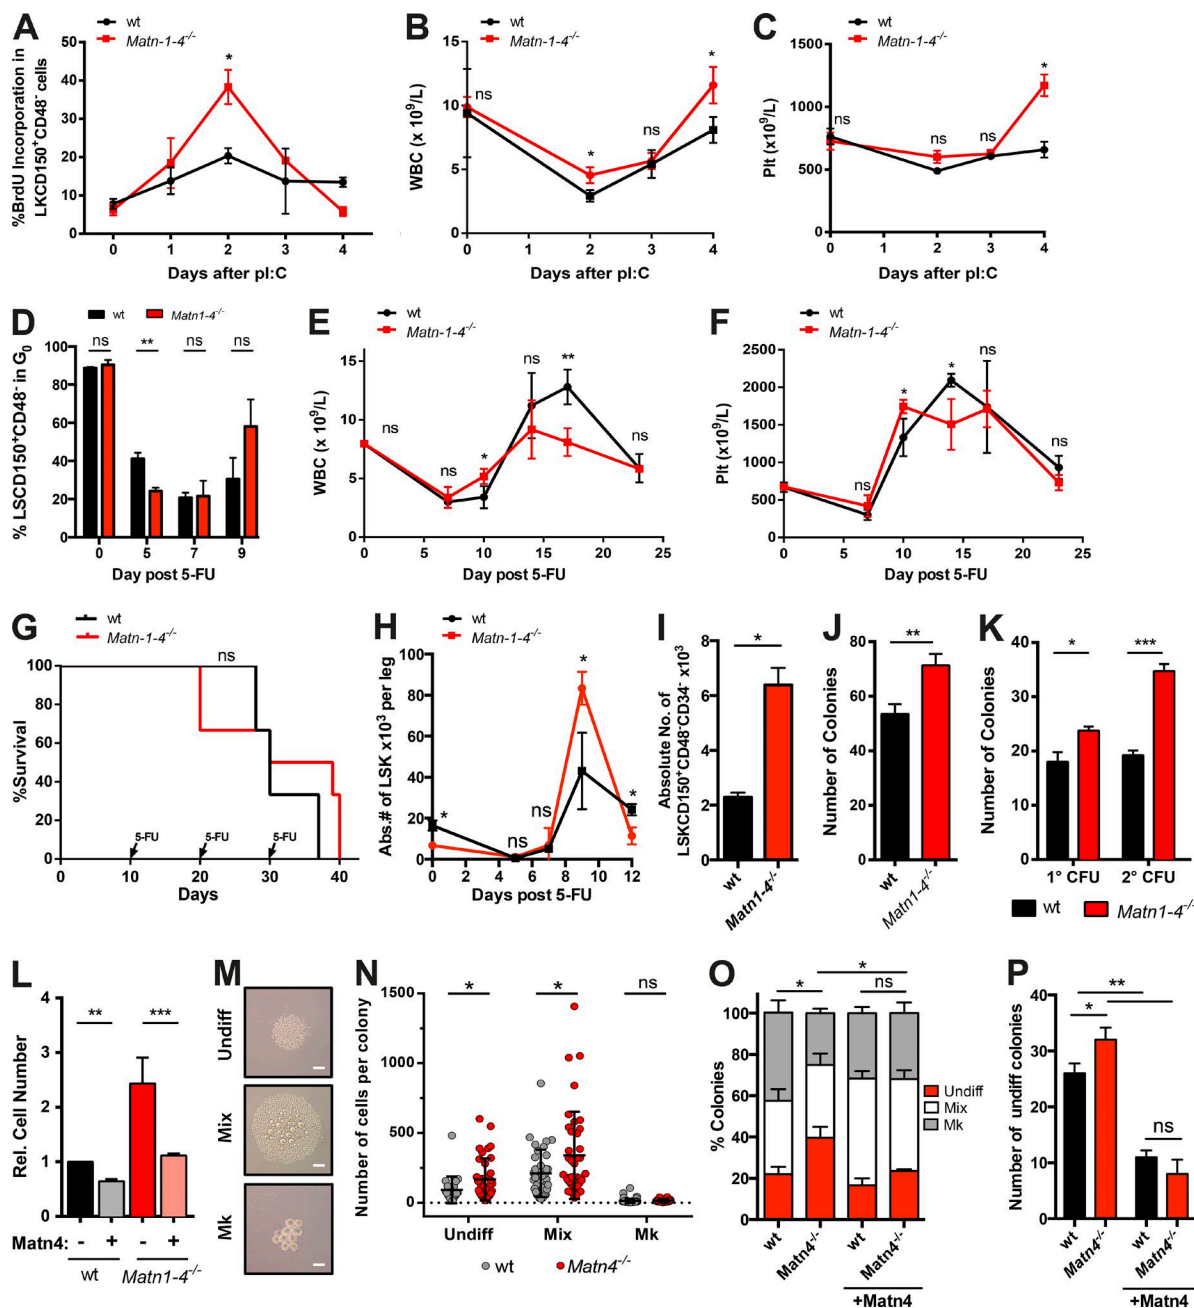 A
wt
Matn-1-4-/-
%BrdU Incorporation in
LKCD150+CD48- cells
50
40
30
20
10
0
*
0 1 2 3 4
Days after pI:C
B
wt
Matn-1-4-/-
WBC (x 10^9/L)
15
10
5
0
ns
*
ns
*
0 1 2 3 4
Days after pI:C
C
wt
Matn-1-4-/-
Plt (x10^9/L)
1500
1000
500
0
ns
ns
ns
*
0 1 2 3 4
Days after pI:C
D
wt
Matn1-4-/-
% LSCD150+CD48- in G0
100
80
60
40
20
0
ns ** ns ns
0 5 7 9
Day post 5-FU
E
wt
Matn-1-4-/-
WBC (x 10^9/L)
15
10
5
0
ns
ns
*
ns
**
ns
0 5 10 15 20 25
Day post 5-FU
F
wt
Matn-1-4-/-
Plt (x10^9/L)
2500
2000
1500
1000
500
0
ns
*
*
ns
ns
0 5 10 15 20 25
Day post 5-FU
G
wt
Matn-1-4-/-
%Survival
100
80
60
40
20
0
ns
5-FU 5-FU 5-FU
0 10 20 30 40
Days
H
wt
Matn-1-4-/-
Abs.# of LSK x10^3 per leg
100
80
60
40
20
0
*
ns
ns
*
*
0 2 4 6 8 10 12
Days post 5-FU
I
Absolute No. of
LSKCD150+CD48-CD34- x10^3
8
6
4
2
0
*
wt
Matn1-4-/-
J
Number of Colonies
80
60
40
20
0
**
wt
Matn1-4-/-
K
Number of Colonies
40
30
20
10
0
* ***
1° CFU 2° CFU
wt Matn1-4-/-
L
Rel. Cell Number
4
3
2
1
0
** ***
Matn4: - + - +
wt Matn1-4-/-
M
Undiff
Mix
Mk
N
Number of cells per colony
1500
1000
500
250
0
* * ns
Undiff Mix Mk
wt Matn4-/-
O
% Colonies
100
80
60
40
20
0
*
* ns
Undiff
Mix
Mk
wt
Matn4-/-
wt
Matn4-/-
+Matn4
P
Number of undiff colonies
40
30
20
10
0
**
*
ns
wt
Matn4-/-
wt
Matn4-/-
+Matn4